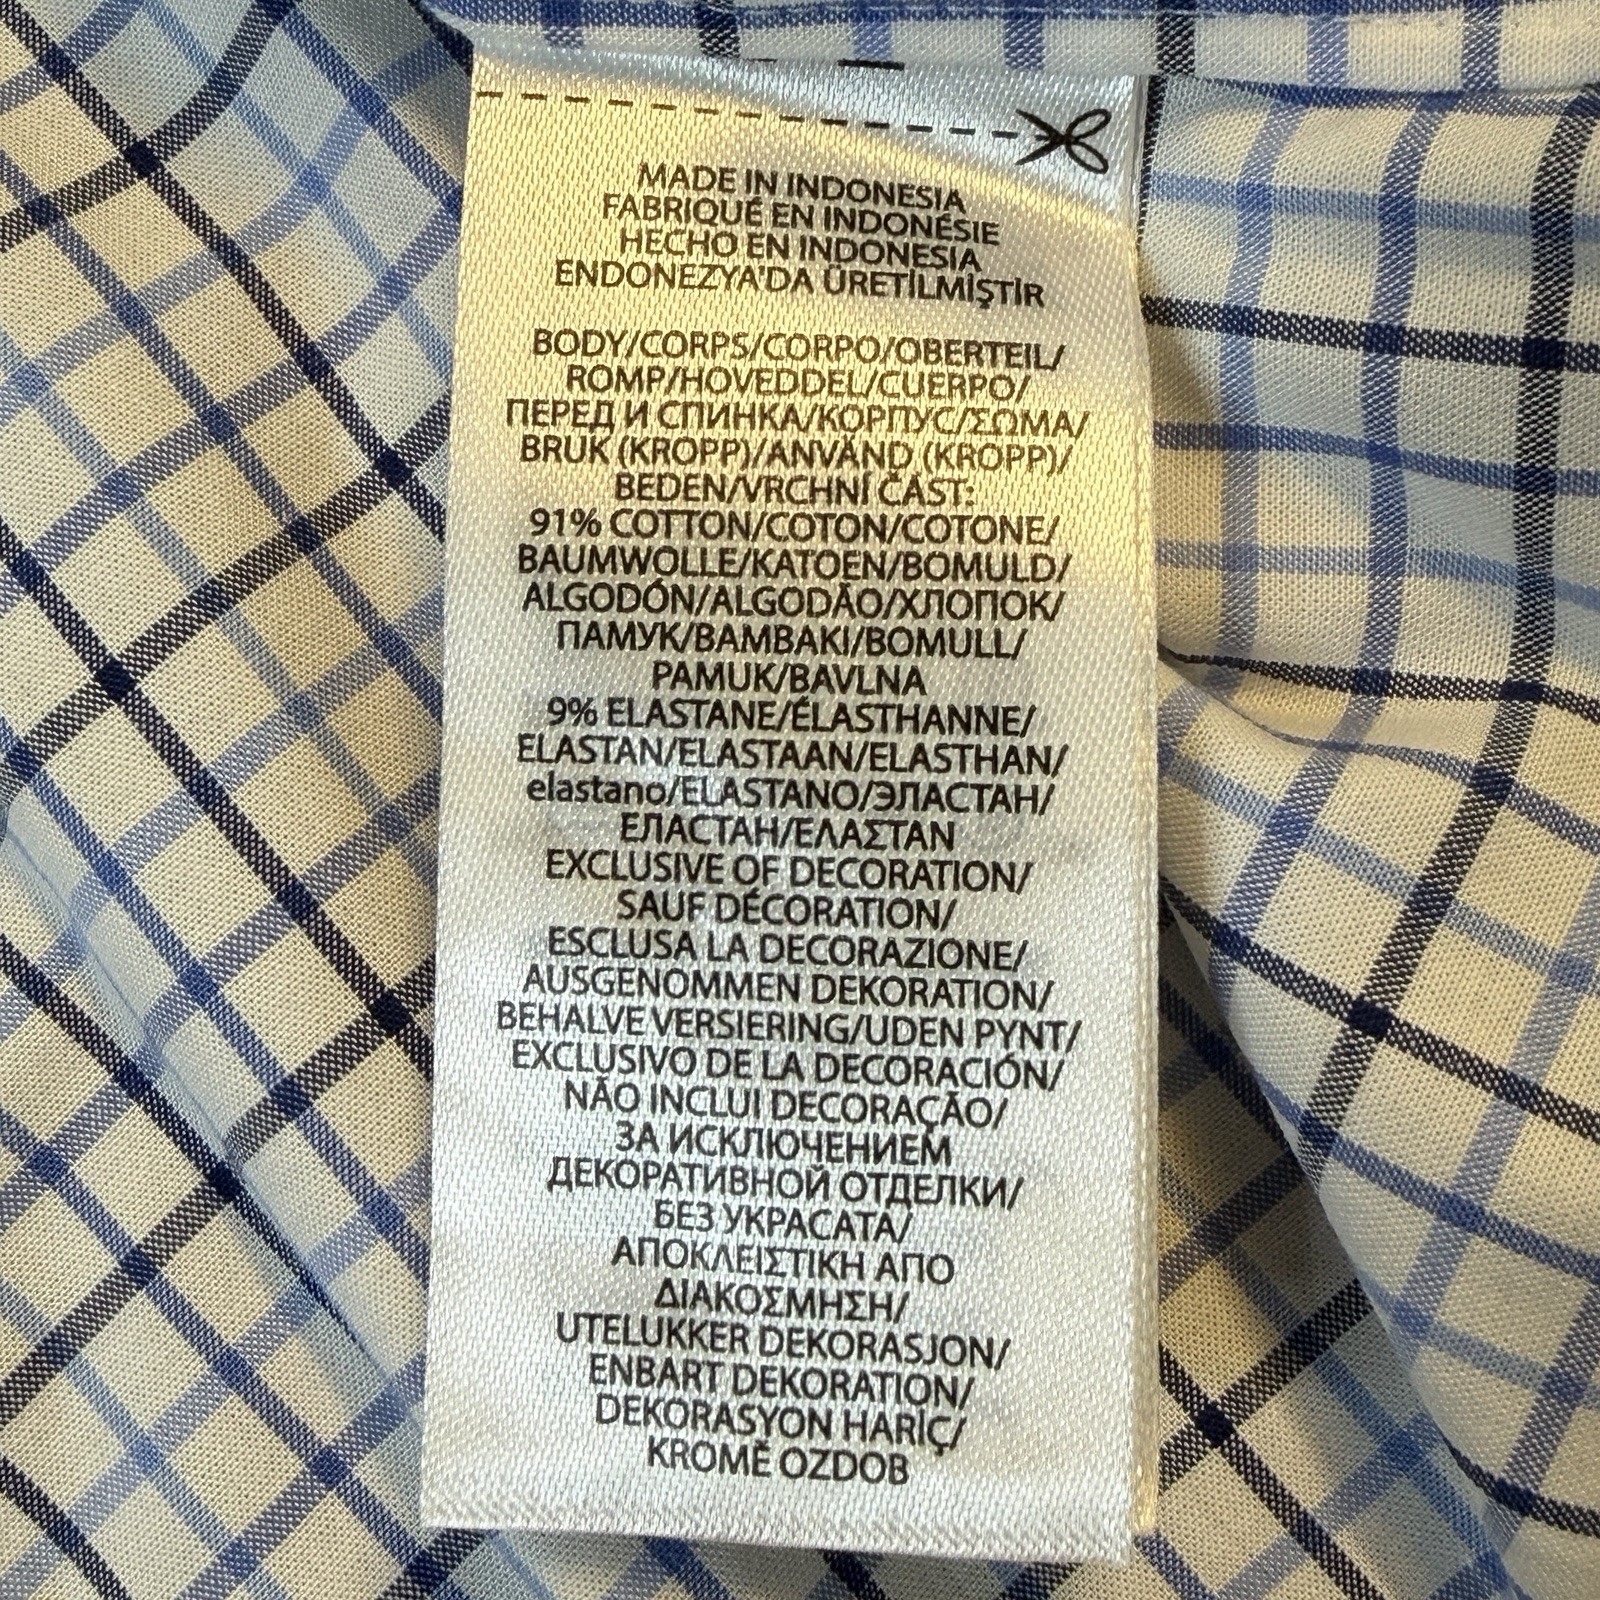 MADE IN INDONESIA
FABRIQUÉ EN INDONÉSIE
HECHO EN INDONESIA
ENDONEZYA'DA ÜRETİLMİŞTİR
BODY/CORPS/CORPO/OBERTEIL/
ROMP/HOVEDDEL/CUERPO/
ПЕРЕД И СПИНКА/КОРПУС/ΣΩΜΑ/
BRUK (KROPP)/ANVÄND (KROPP)/
BEDEN/VRCHNÍ ČÁST:
91% COTTON/COTON/COTONE/
BAUMWOLLE/KATOEN/BOMULD/
ALGODÓN/ALGODÃO/ХЛОПОК/
ПАМУК/BAMBAKI/BOMULL/
PAMUK/BAVLNA
9% ELASTANE/ÉLASTHANNE/
ELASTAN/ELASTAAN/ELASTHAN/
elastano/ELASTANO/ЭЛАСТАН/
ЕЛАСТАН/ΕΛΑΣΤΑΝ
EXCLUSIVE OF DECORATION/
SAUF DÉCORATION/
ESCLUSA LA DECORAZIONE/
AUSGENOMMEN DEKORATION/
BEHALVE VERSIERING/UDEN PYNT/
EXCLUSIVO DE LA DECORACIÓN/
NÃO INCLUI DECORAÇÃO/
ЗА ИСКЛЮЧЕНИЕМ
ДЕКОРАТИВНОЙ ОТДЕЛКИ/
БЕЗ УКРАСАТА/
ΑΠΟΚΛΕΙΣΤΙΚΗ ΑΠΟ
ΔΙΑΚΟΣΜΗΣΗ/
UTELUKKER DEKORASJON/
ENBART DEKORATION/
DEKORASYON HARİÇ/
KROMĚ OZDOB